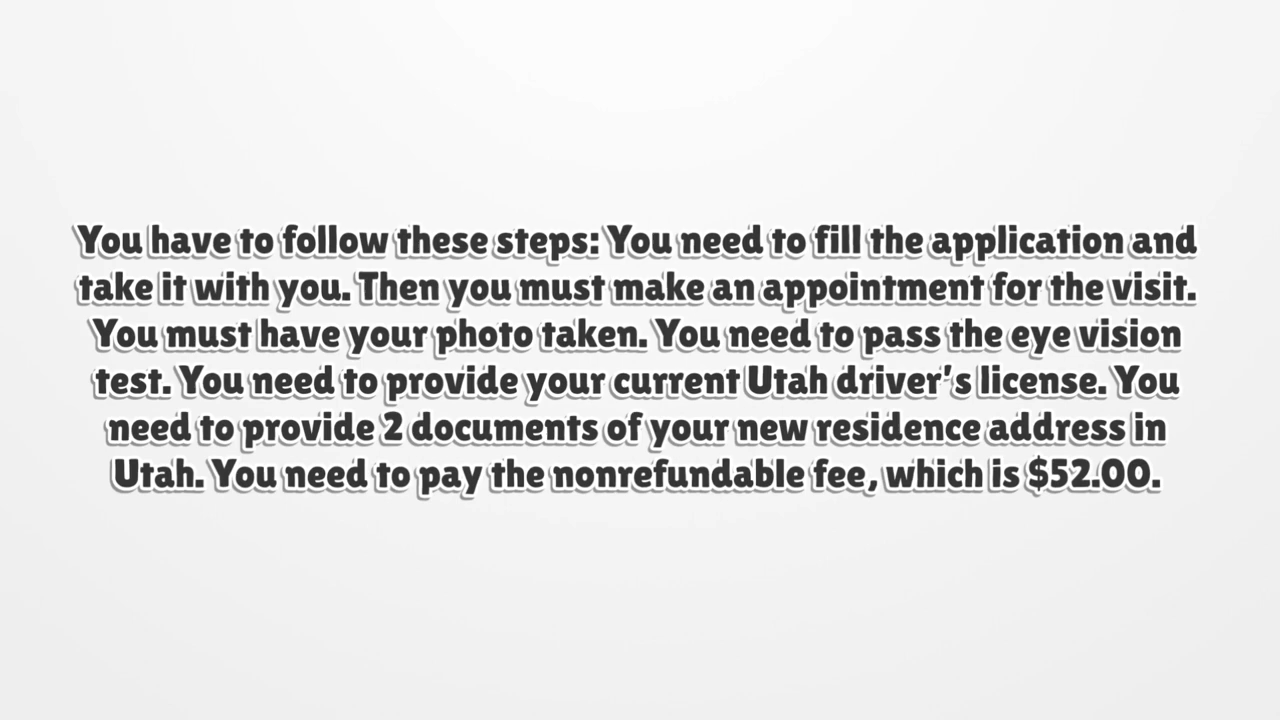 You have to follow these steps: You need to fill the application and
take it with you. Then you must make an appointment for the visit.
You must have your photo taken. You need to pass the eye vision
test. You need to provide your current Utah driver's license. You
need to provide 2 documents of your new residence address in
Utah. You need to pay the nonrefundable fee, which is $52.00.